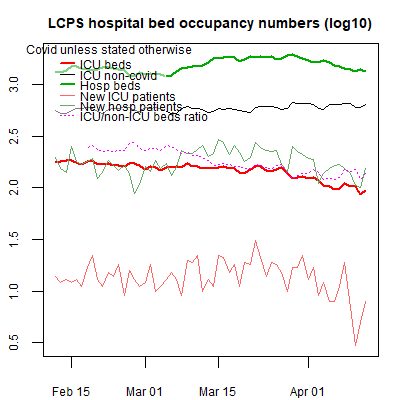 LCPS hospital bed occupancy numbers (log10)
Covid unless stated otherwise
ICU beds
ICU non-covid
Hosp beds
New ICU patients
New hosp patients
ICU/non-ICU beds ratio
3.0
2.5
2.0
1.5
1.0
0.5
Feb 15
Mar 01
Mar 15
Apr 01